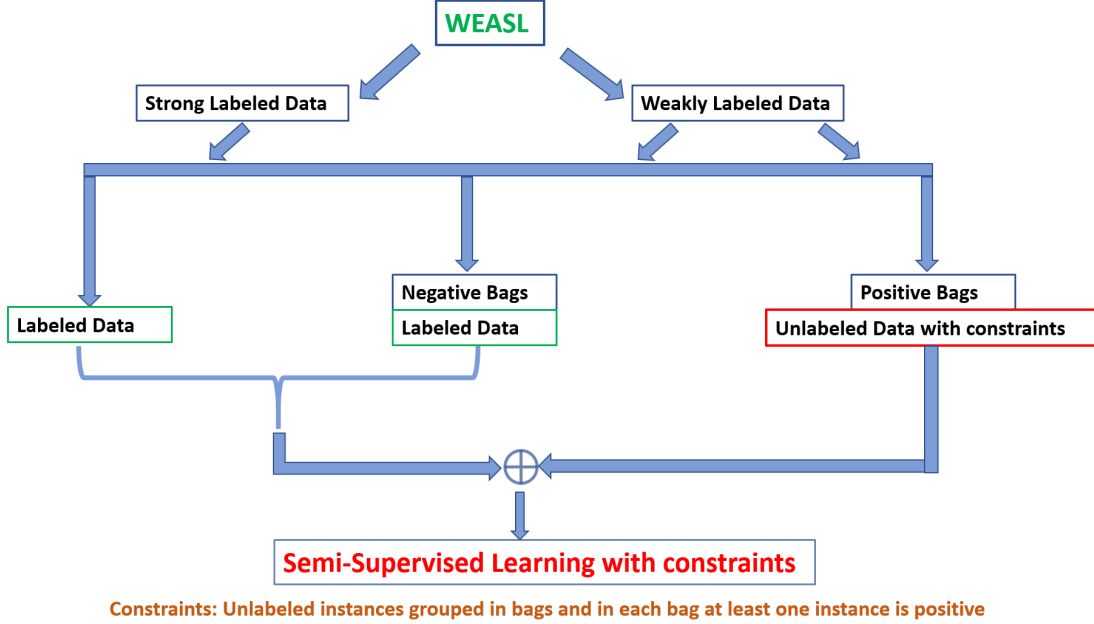 WEASL
Strong Labeled Data
Weakly Labeled Data
Negative Bags
Positive Bags
Labeled Data
Labeled Data
Unlabeled Data with constraints
Semi-Supervised Learning with constraints
Constraints: Unlabeled instances grouped in bags and in each bag at least one instance is positive